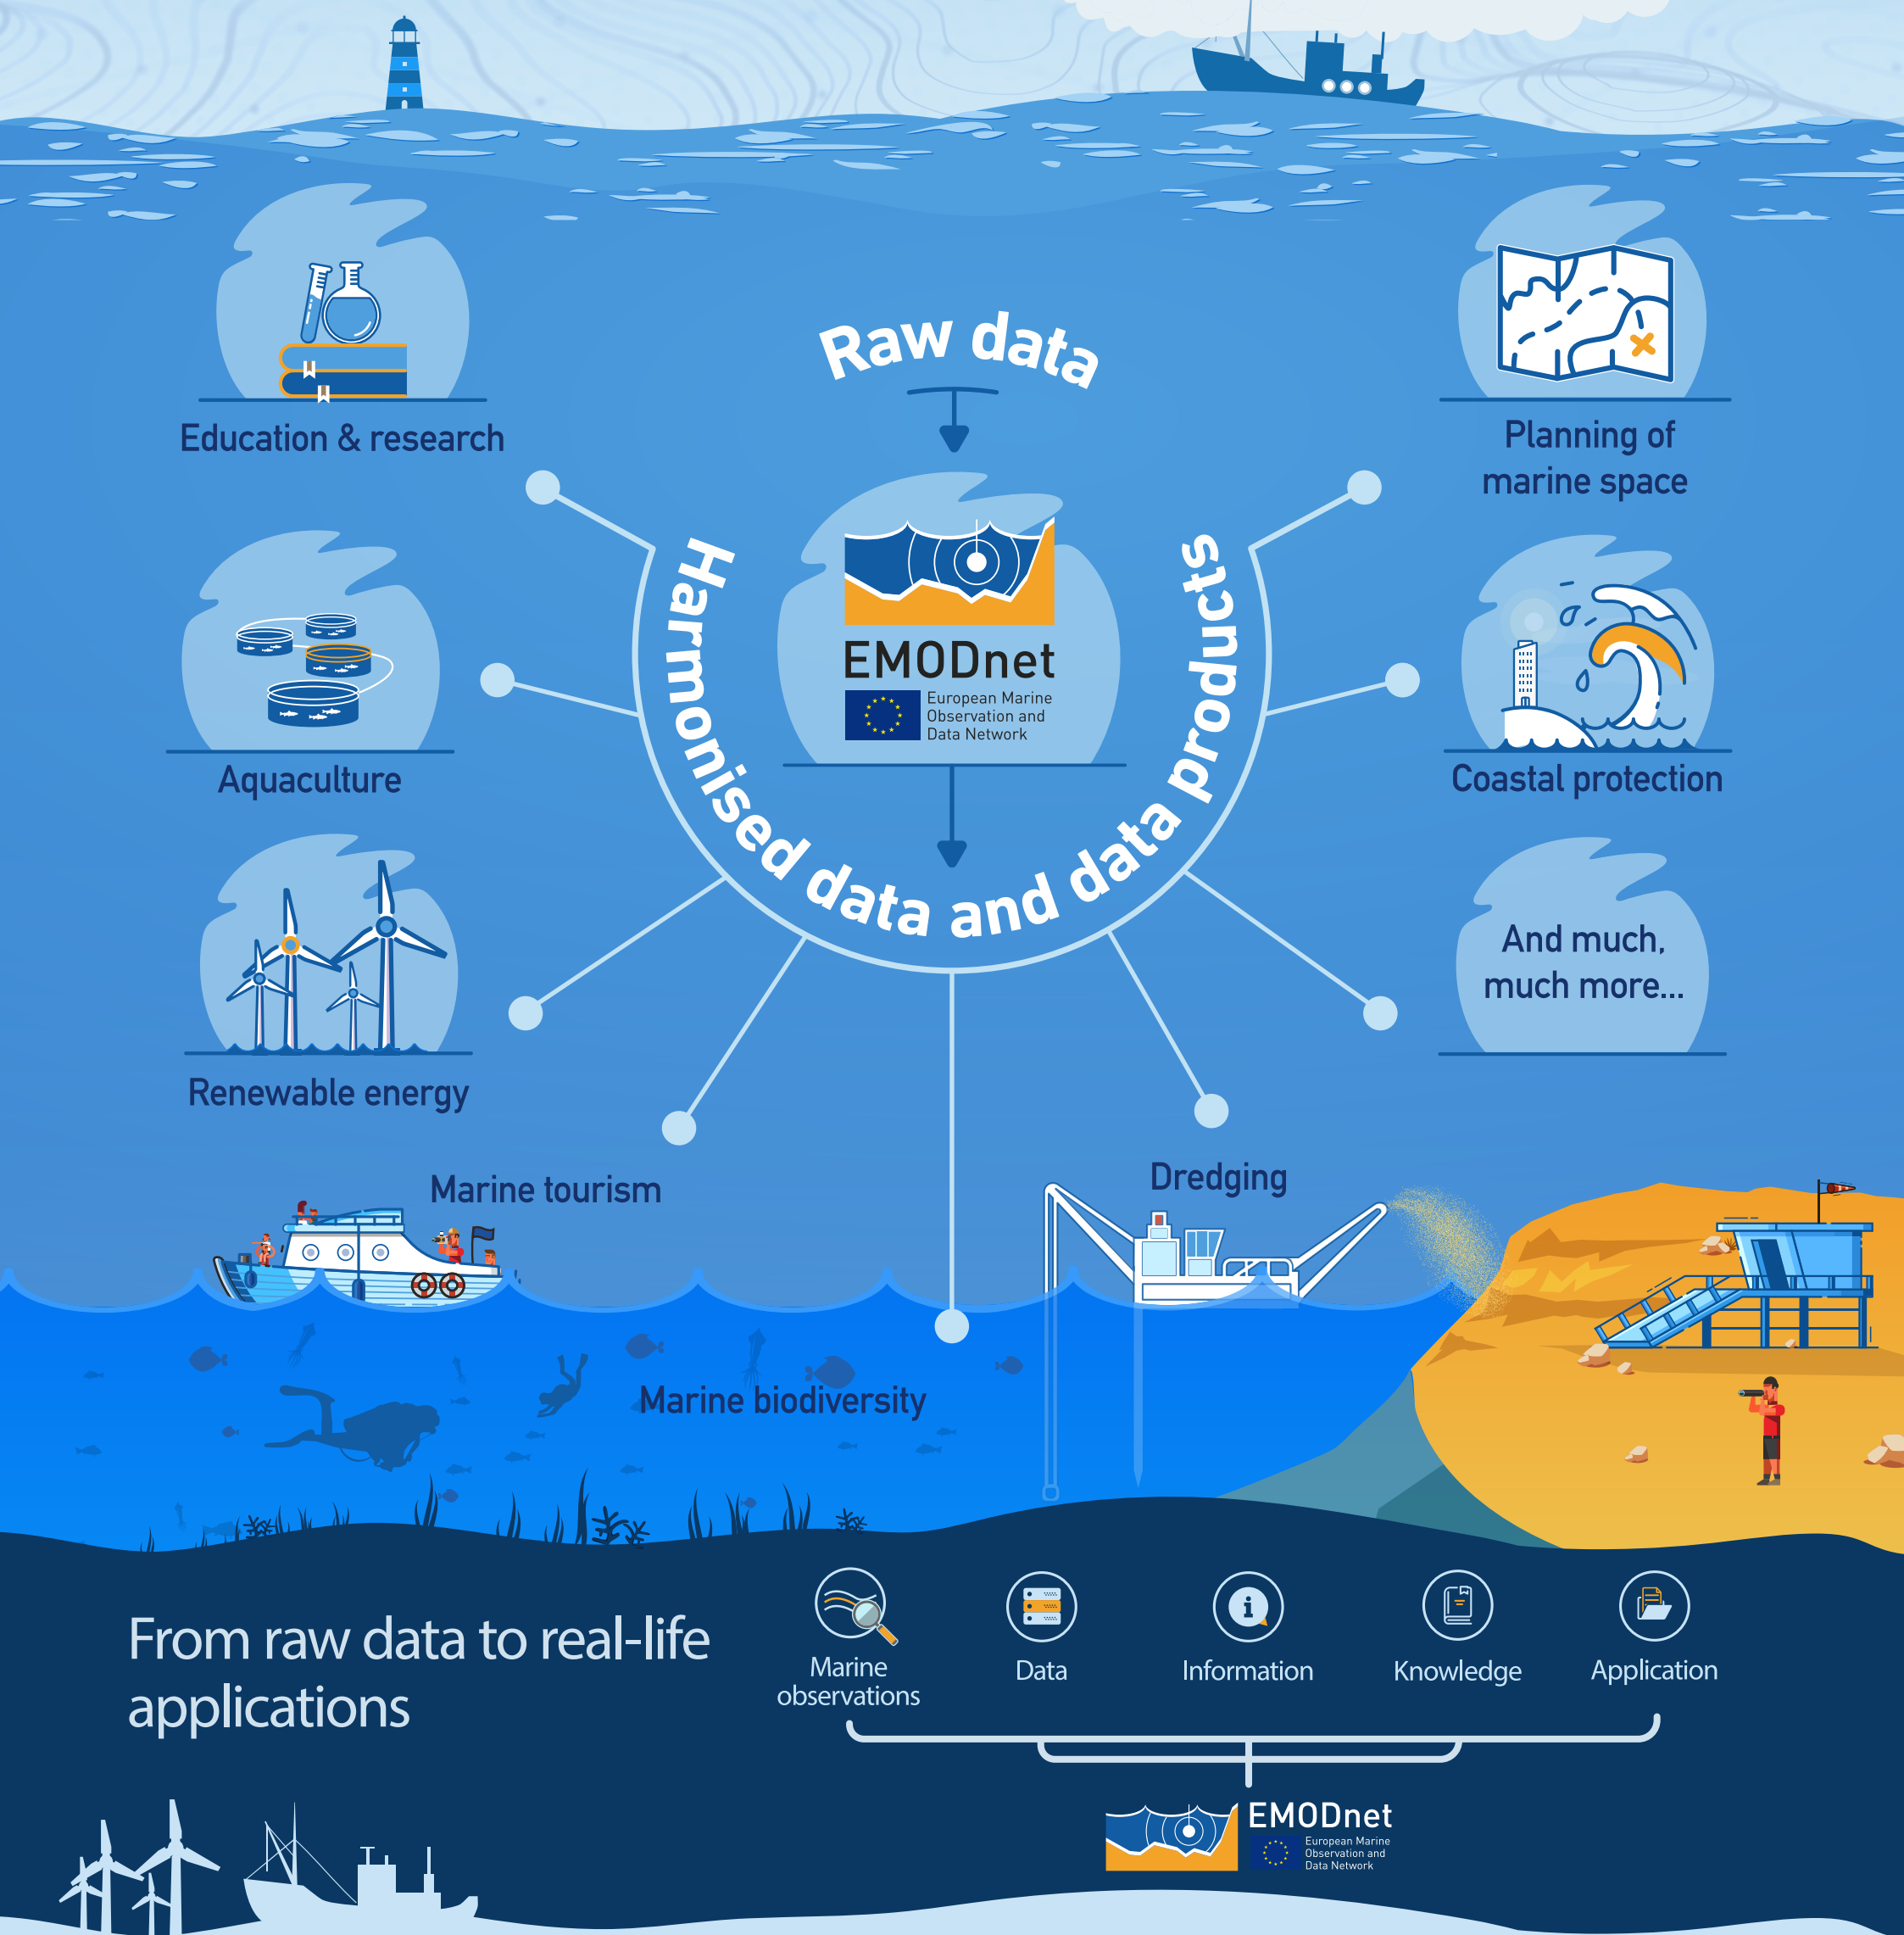 Raw data
Education & research
Planning of
marine space
EMODnet
European Marine
Observation and
Data Network
Harmonised data and data products
Aquaculture
Coastal protection
And much,
much more...
Renewable energy
Marine tourism
Dredging
Marine biodiversity
From raw data to real-life
applications
Marine
observations
Data
Information
Knowledge
Application
EMODnet
European Marine
Observation and
Data Network